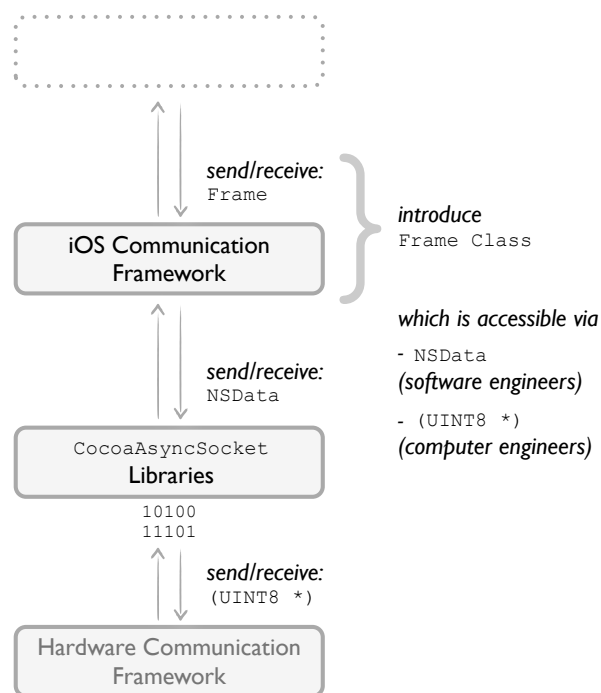 send/receive:
Frame
introduce
Frame Class
iOS Communication
Framework
which is accessible via
- NSData
(software engineers)
- (UINT8 *)
(computer engineers)
send/receive:
NSData
CocoaAsyncSocket
Libraries
10100
11101
send/receive:
(UINT8 *)
Hardware Communication
Framework